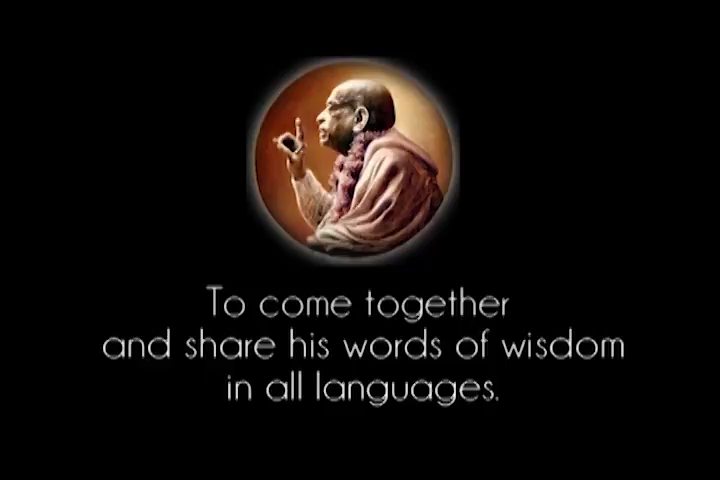 To come together
and share his words of wisdom
in all languages.